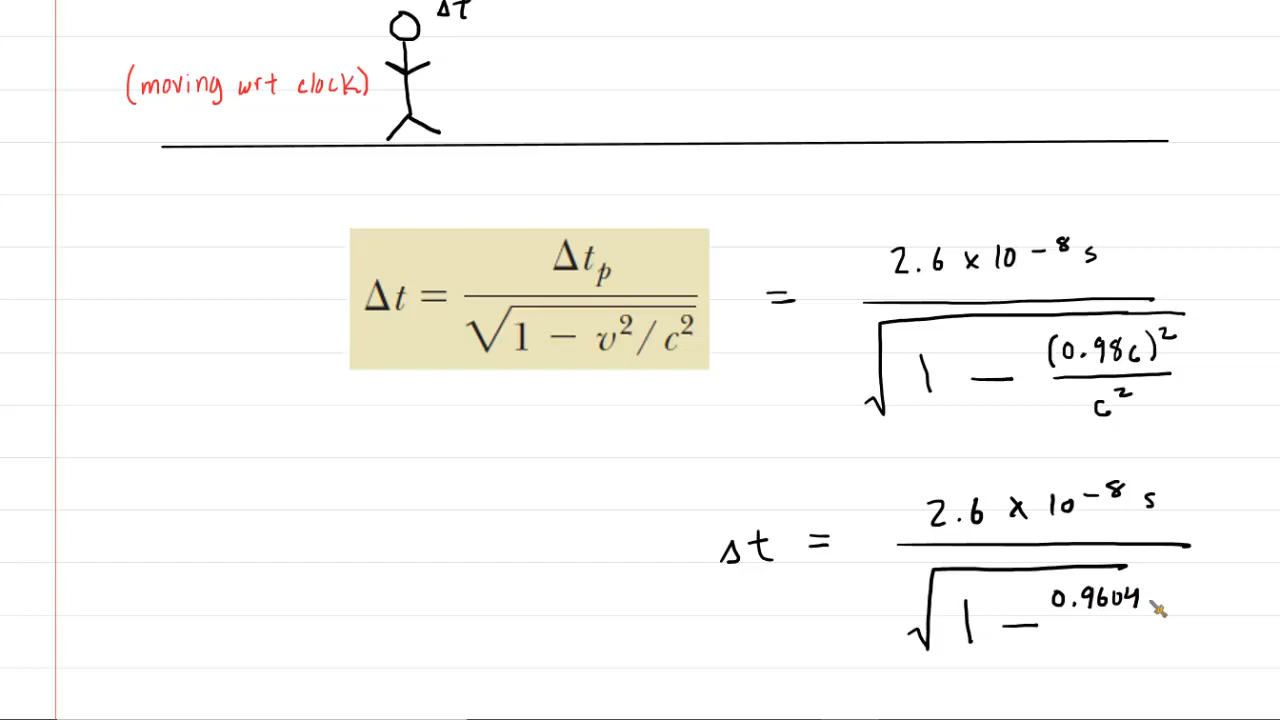 Δt
(moving wrt clock)
Δt = Δt_p / √(1 − v²/c²) = 2.6 x 10⁻⁸ s / √(1 − (0.98c)²/c²)
Δt = 2.6 x 10⁻⁸ s / √(1 − 0.9604